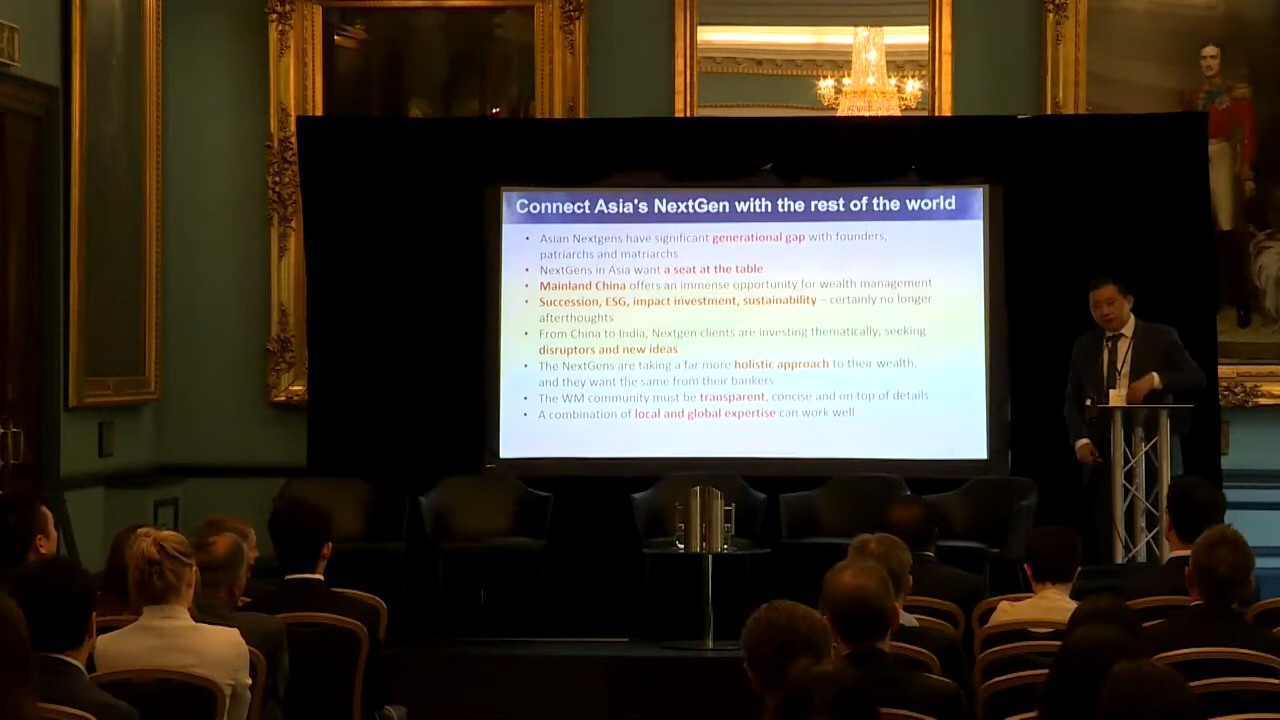 Connect Asia's NextGen with the rest of the world
• Asian Nextgens have significant generational gap with founders,
patriarchs and matriarchs
• NextGens in Asia want a seat at the table
• Mainland China offers an immense opportunity for wealth management
• Succession, ESG, impact investment, sustainability – certainly no longer
afterthoughts
• From China to India, Nextgen clients are investing thematically, seeking
disruptors and new ideas
• The NextGens are taking a far more holistic approach to their wealth,
and they want the same from their bankers
• The WM community must be transparent, concise and on top of details
• A combination of local and global expertise can work well